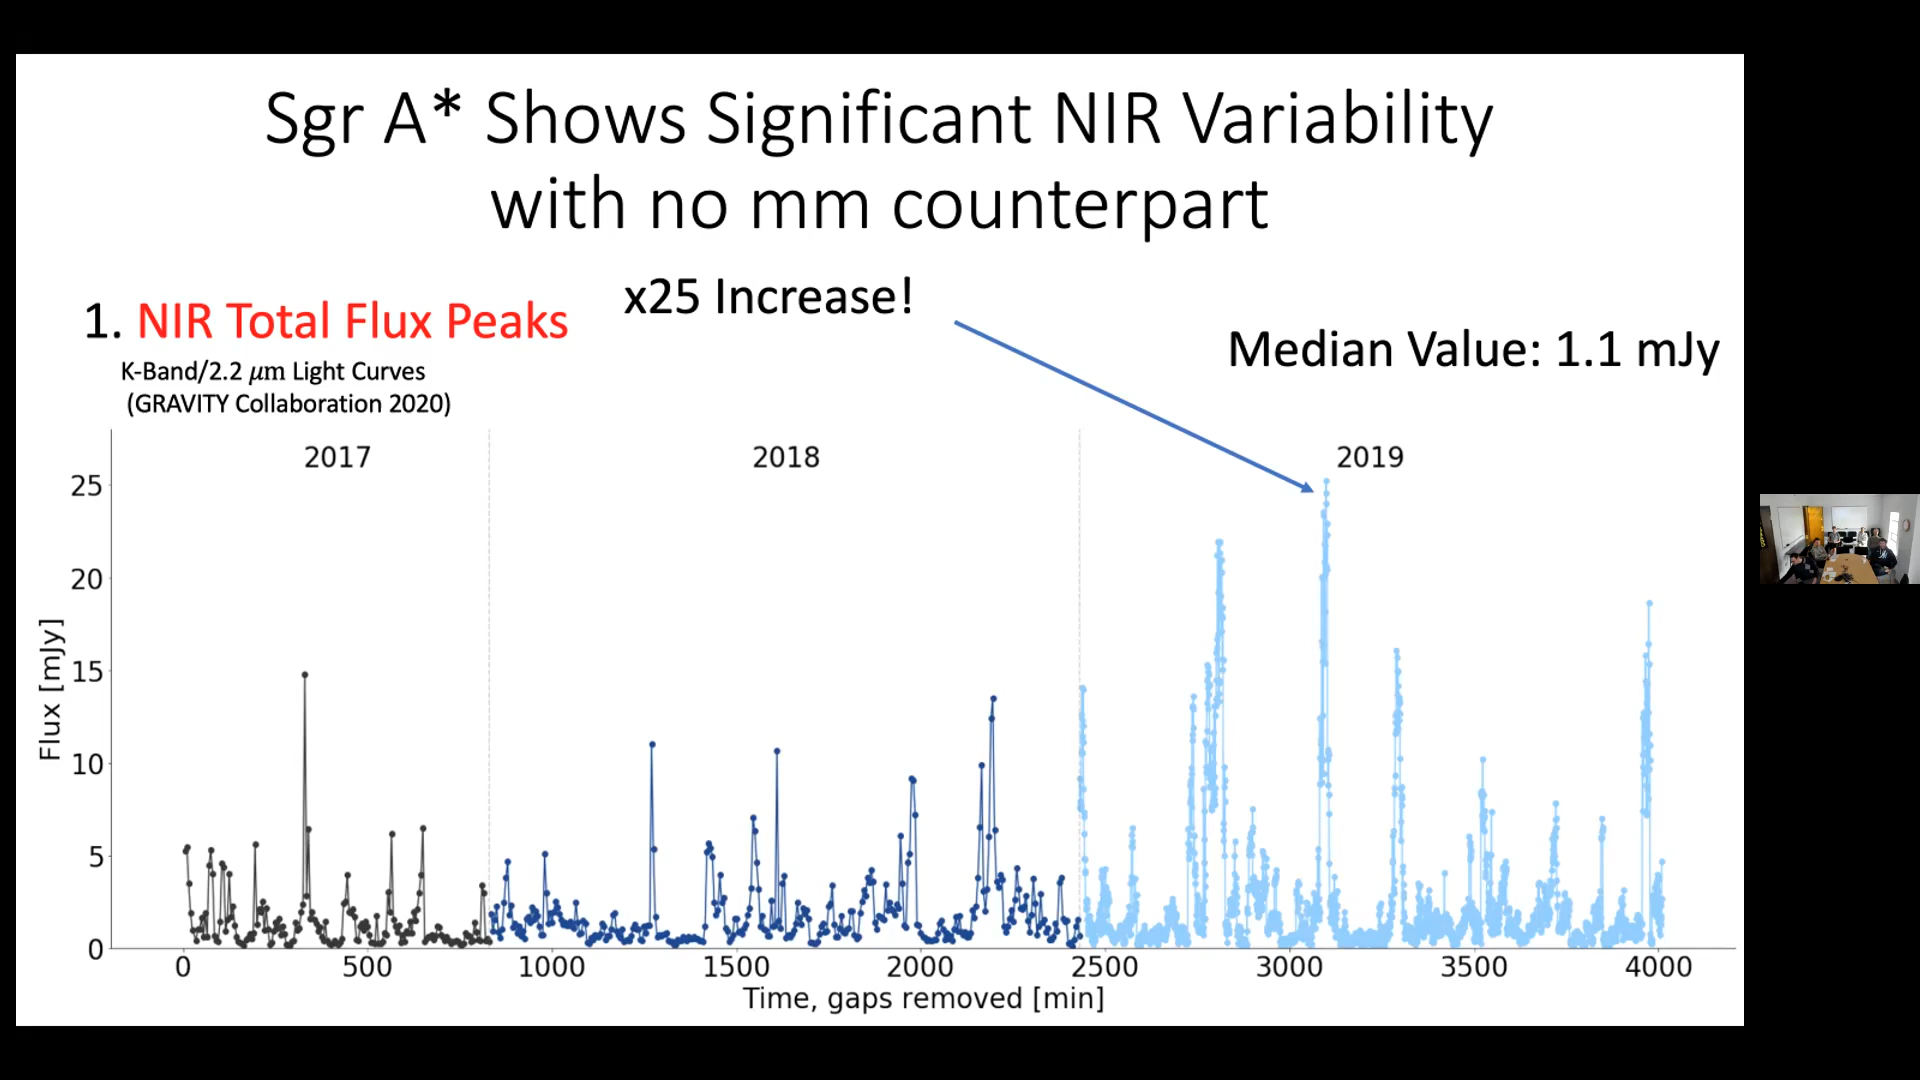 Sgr A* Shows Significant NIR Variability
with no mm counterpart
x25 Increase!
1. NIR Total Flux Peaks
Median Value: 1.1 mJy
K-Band/2.2 μm Light Curves
(GRAVITY Collaboration 2020)
2017
2018
2019
25
20
15
10
5
0
Flux [mJy]
0 500 1000 1500 2000 2500 3000 3500 4000
Time, gaps removed [min]